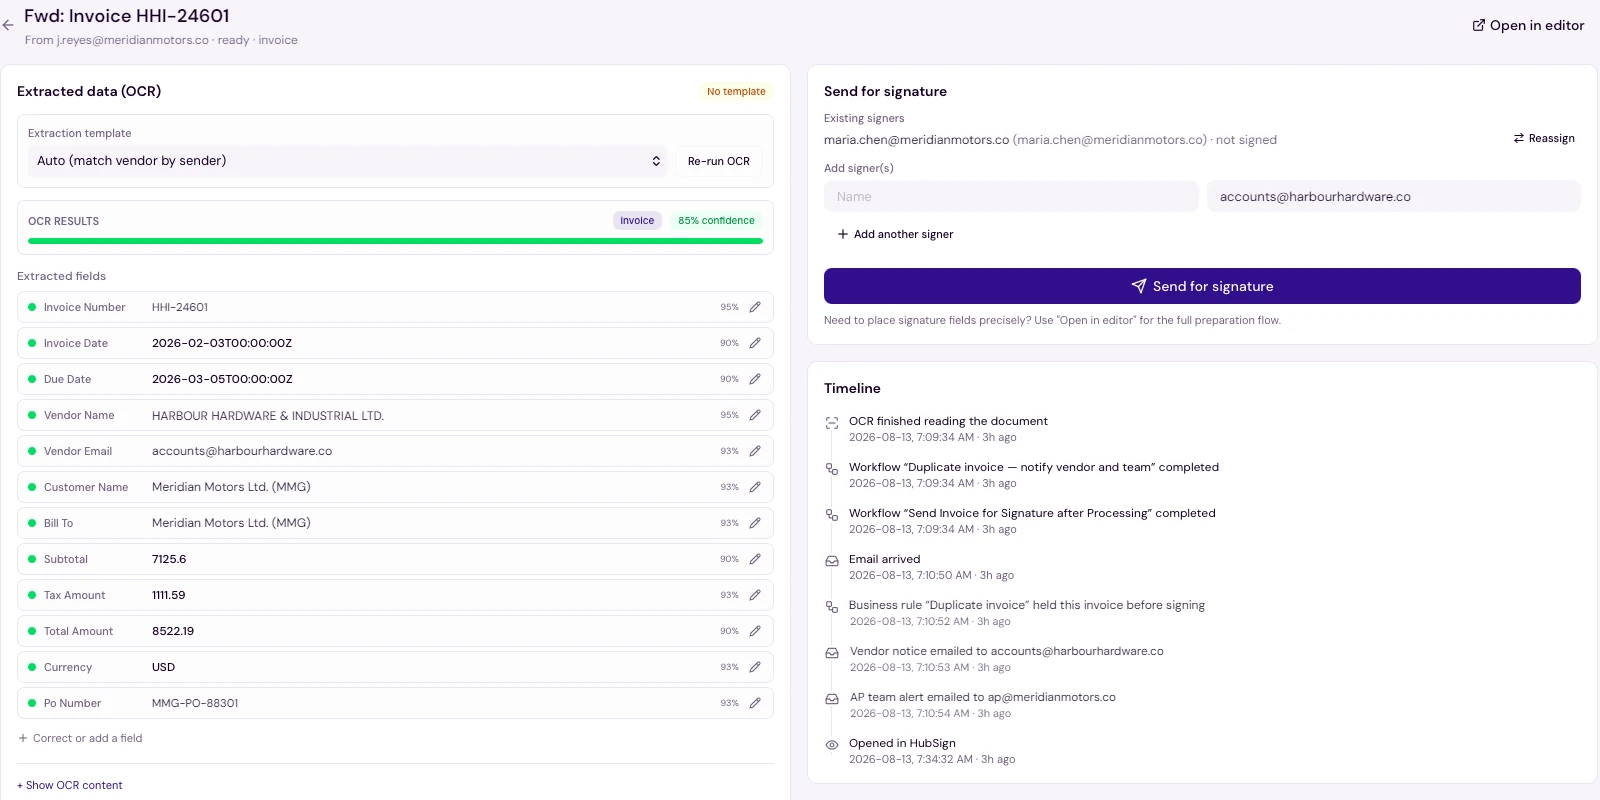 Fwd: Invoice HHI-24601
From j.reyes@meridianmotors.co · ready · invoice
Open in editor
Extracted data (OCR)
No template
Extraction template
Auto (match vendor by sender)
Re-run OCR
OCR RESULTS
Invoice
85% confidence
Extracted fields
Invoice Number HHI-24601 95%
Invoice Date 2026-02-03T00:00:00Z 90%
Due Date 2026-03-05T00:00:00Z 90%
Vendor Name HARBOUR HARDWARE & INDUSTRIAL LTD. 95%
Vendor Email accounts@harbourhardware.co 93%
Customer Name Meridian Motors Ltd. (MMG) 93%
Bill To Meridian Motors Ltd. (MMG) 93%
Subtotal 7125.6 90%
Tax Amount 1111.59 93%
Total Amount 8522.19 90%
Currency USD 93%
Po Number MMG-PO-88301 93%
+ Correct or add a field
+ Show OCR content
Send for signature
Existing signers
maria.chen@meridianmotors.co (maria.chen@meridianmotors.co) · not signed
Reassign
Add signer(s)
Name
accounts@harbourhardware.co
+ Add another signer
Send for signature
Need to place signature fields precisely? Use "Open in editor" for the full preparation flow.
Timeline
OCR finished reading the document
2026-08-13, 7:09:34 AM · 3h ago
Workflow “Duplicate invoice — notify vendor and team” completed
2026-08-13, 7:09:34 AM · 3h ago
Workflow “Send Invoice for Signature after Processing” completed
2026-08-13, 7:09:34 AM · 3h ago
Email arrived
2026-08-13, 7:10:50 AM · 3h ago
Business rule “Duplicate invoice” held this invoice before signing
2026-08-13, 7:10:52 AM · 3h ago
Vendor notice emailed to accounts@harbourhardware.co
2026-08-13, 7:10:53 AM · 3h ago
AP team alert emailed to ap@meridianmotors.co
2026-08-13, 7:10:54 AM · 3h ago
Opened in HubSign
2026-08-13, 7:34:32 AM · 3h ago